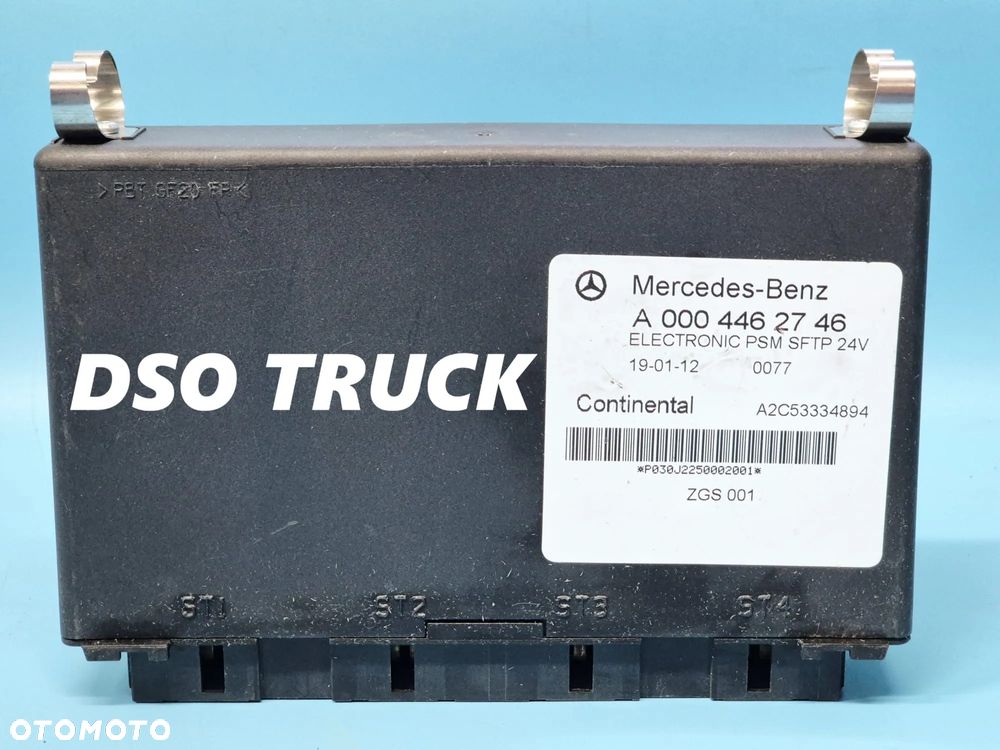 >PBT GF20 FR<
Mercedes-Benz
A 000 446 27 46
ELECTRONIC PSM SFTP 24V
19-01-12 0077
DSO TRUCK
Continental A2C53334894
*P030J2250002001*
ZGS 001
ST1 ST2 ST3 ST4
OTOMOTO